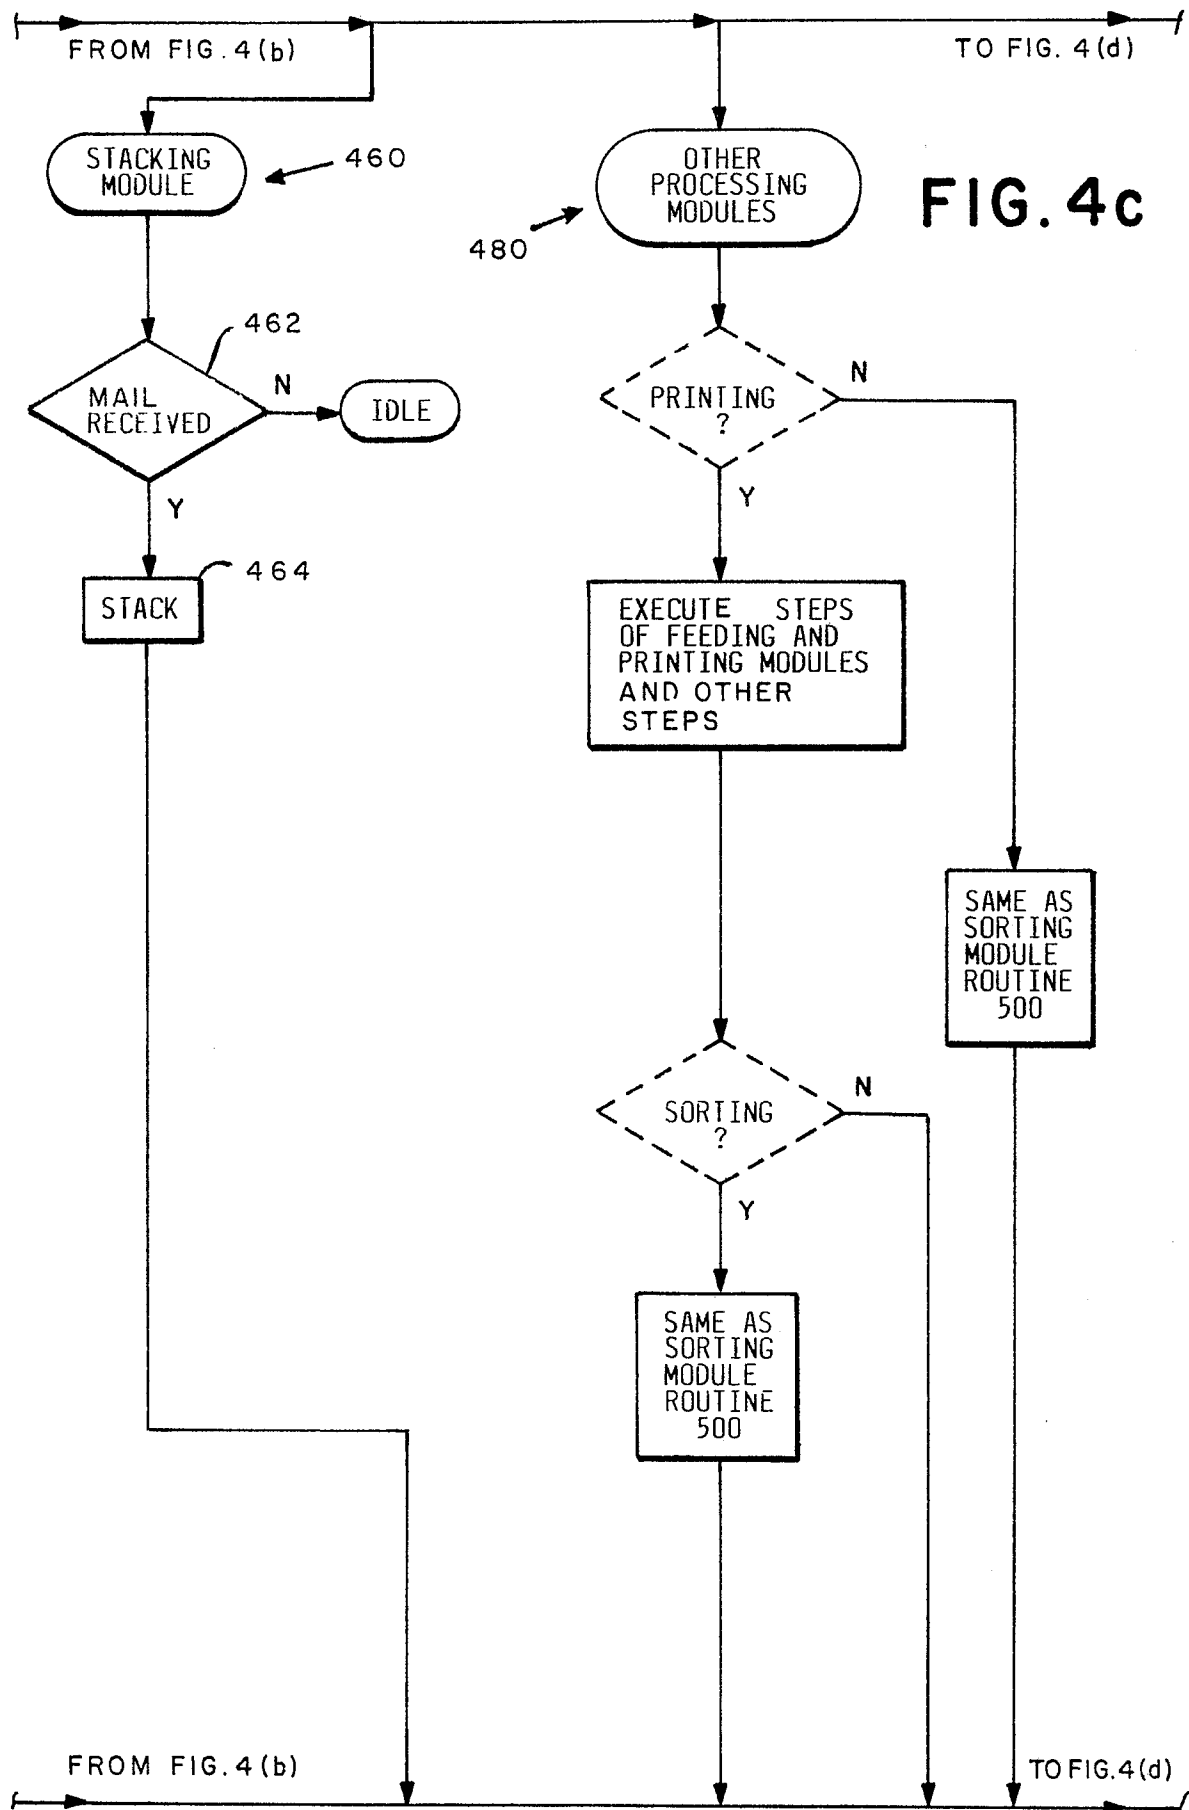 FROM FIG. 4(b)
TO FIG. 4(d)
STACKING
MODULE
460
OTHER
PROCESSING
MODULES
480
FIG. 4c
462
MAIL
RECEIVED
N
IDLE
Y
464
STACK
PRINTING
?
N
Y
EXECUTE STEPS
OF FEEDING AND
PRINTING MODULES
AND OTHER
STEPS
SAME AS
SORTING
MODULE
ROUTINE
500
SORTING
?
N
Y
SAME AS
SORTING
MODULE
ROUTINE
500
FROM FIG. 4(b)
TO FIG. 4(d)